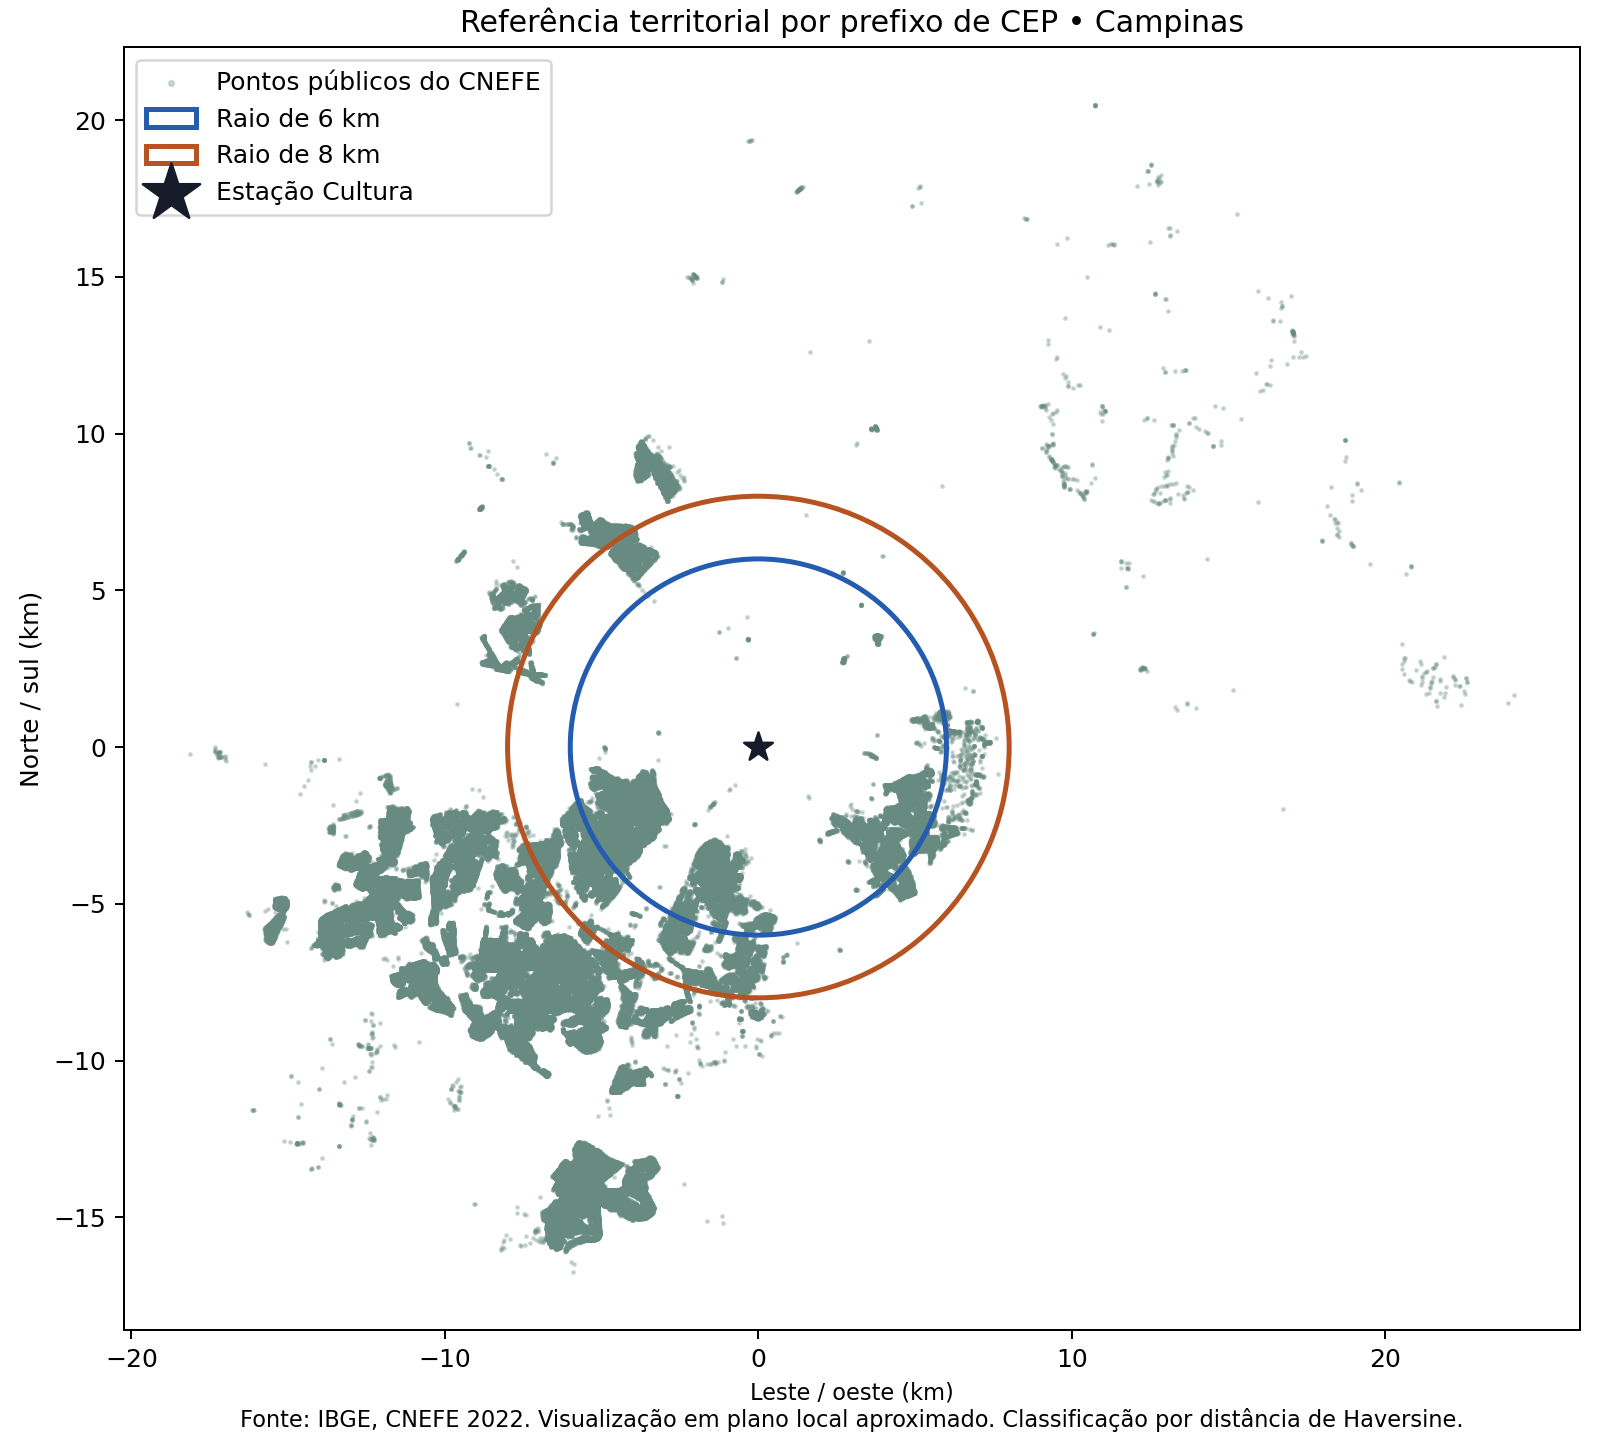 Referência territorial por prefixo de CEP • Campinas
Pontos públicos do CNEFE
Raio de 6 km
Raio de 8 km
Estação Cultura
20
15
10
5
0
−5
−10
−15
Norte / sul (km)
−20
−10
0
10
20
Leste / oeste (km)
Fonte: IBGE, CNEFE 2022. Visualização em plano local aproximado. Classificação por distância de Haversine.